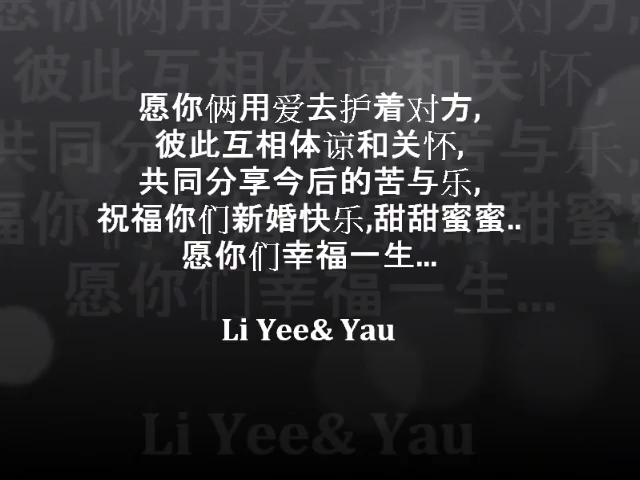 愿你俩用爱去护着对方,
彼此互相体谅和关怀,
共同分享今后的苦与乐,
祝福你们新婚快乐,甜甜蜜蜜..
愿你们幸福一生...
Li Yee& Yau